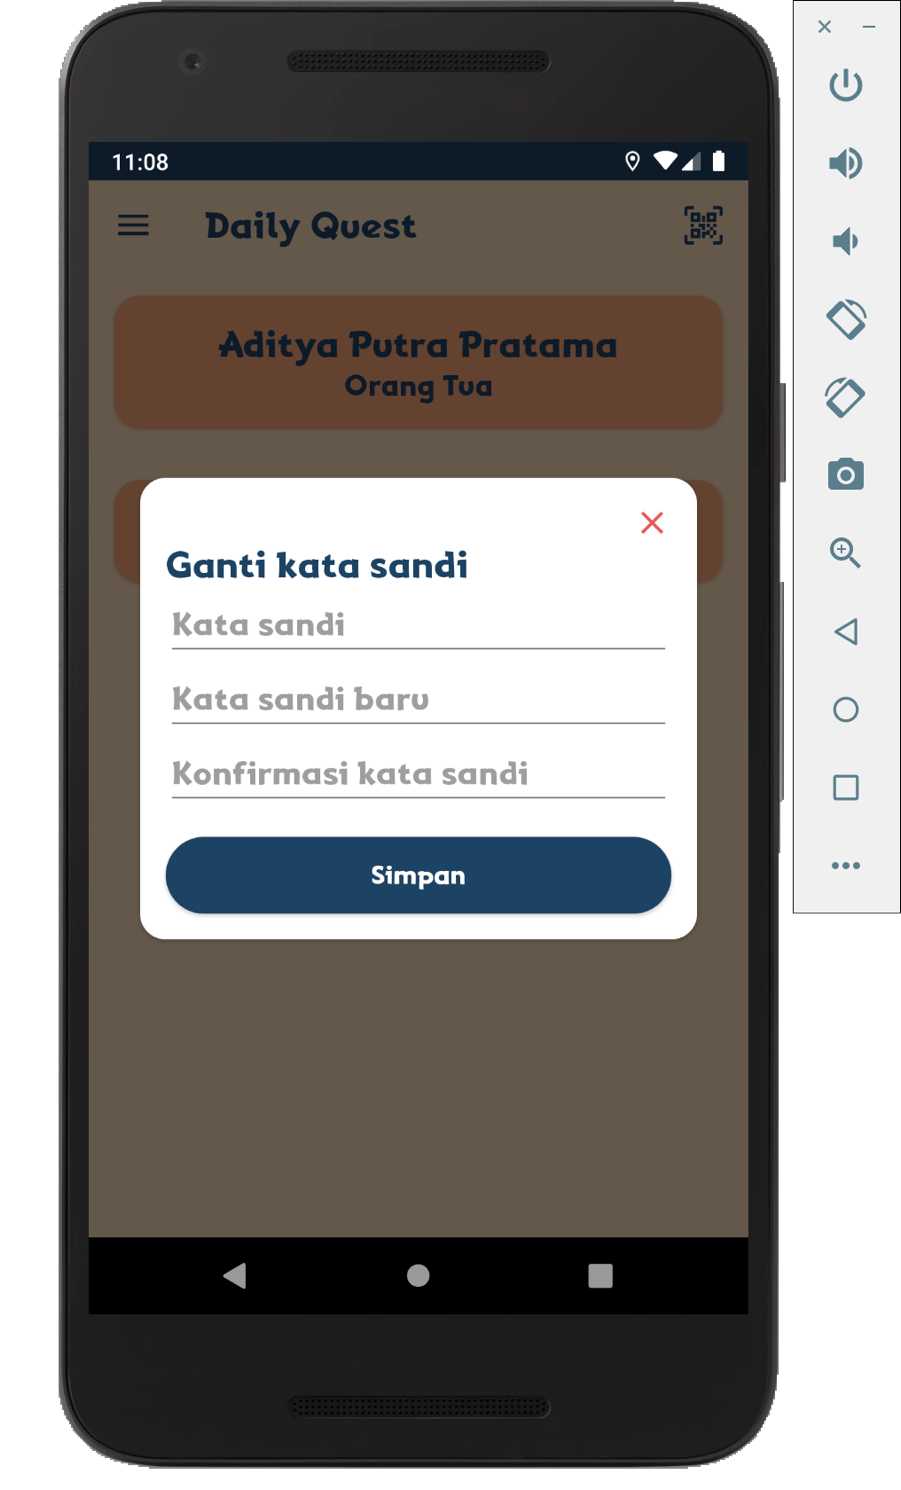 11:08
Daily Quest
Aditya Putra Pratama
Orang Tua
Ganti kata sandi
Kata sandi
Kata sandi baru
Konfirmasi kata sandi
Simpan